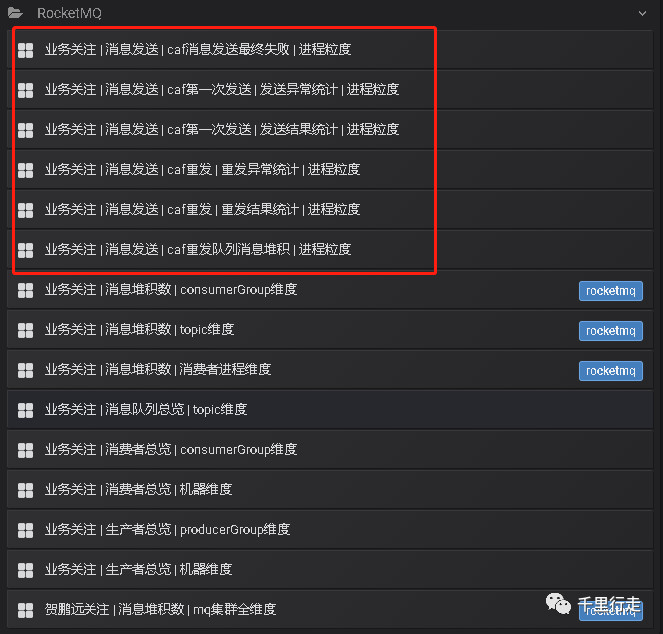 RocketMQ
业务关注 | 消息发送 | caf消息发送最终失败 | 进程粒度
业务关注 | 消息发送 | caf第一次发送 | 发送异常统计 | 进程粒度
业务关注 | 消息发送 | caf第一次发送 | 发送结果统计 | 进程粒度
业务关注 | 消息发送 | caf重发 | 重发异常统计 | 进程粒度
业务关注 | 消息发送 | caf重发 | 重发结果统计 | 进程粒度
业务关注 | 消息发送 | caf重发队列消息堆积 | 进程粒度
业务关注 | 消息堆积数 | consumerGroup维度 rocketmq
业务关注 | 消息堆积数 | topic维度 rocketmq
业务关注 | 消息堆积数 | 消费者进程维度 rocketmq
业务关注 | 消息队列总览 | topic维度
业务关注 | 消费者总览 | consumerGroup维度
业务关注 | 消费者总览 | 机器维度
业务关注 | 生产者总览 | producerGroup维度
业务关注 | 生产者总览 | 机器维度
贺鹏远关注 | 消息堆积数 | mq集群全维度 rocketmq
千里行走